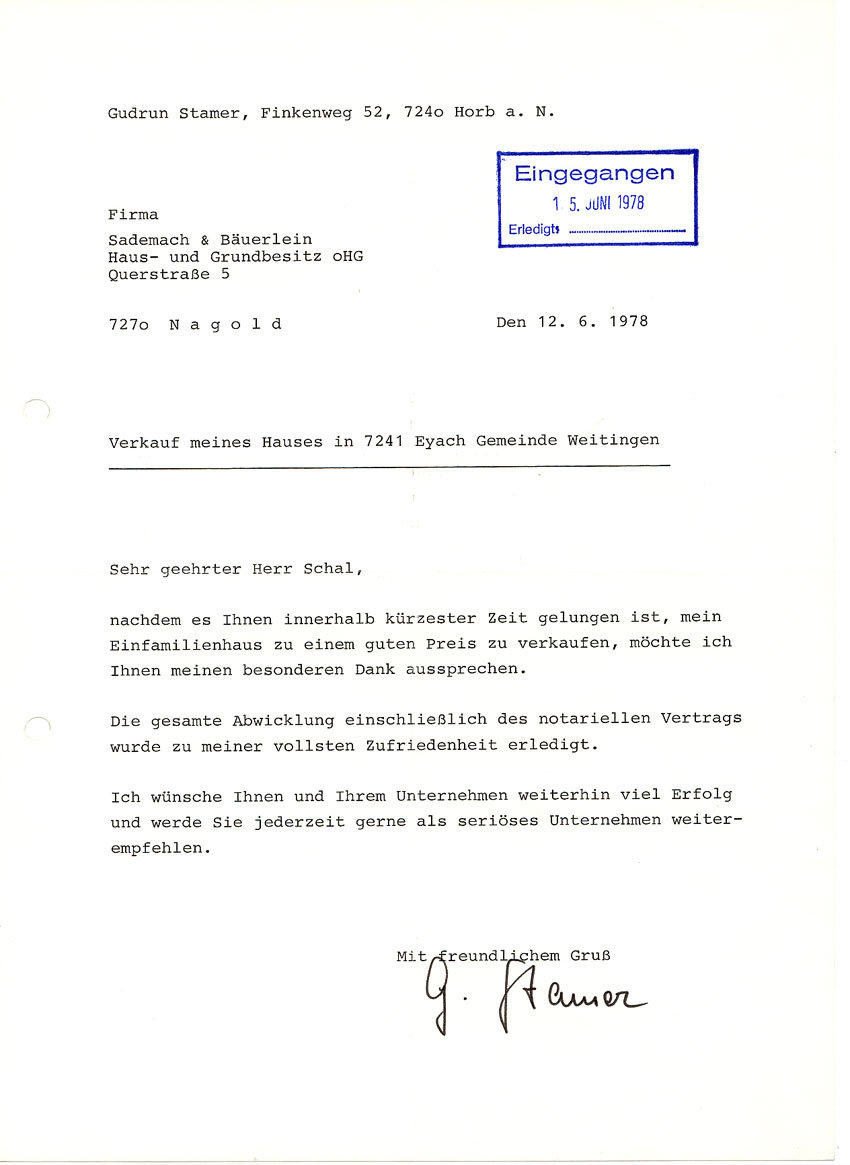 Gudrun Stamer, Finkenweg 52, 724o Horb a. N.
Eingegangen
1 5. JUNI 1978
Erledigt:
Firma
Sademach & Bäuerlein
Haus- und Grundbesitz oHG
Querstraße 5
727o N a g o l d
Den 12. 6. 1978
Verkauf meines Hauses in 7241 Eyach Gemeinde Weitingen
Sehr geehrter Herr Schal,
nachdem es Ihnen innerhalb kürzester Zeit gelungen ist, mein
Einfamilienhaus zu einem guten Preis zu verkaufen, möchte ich
Ihnen meinen besonderen Dank aussprechen.
Die gesamte Abwicklung einschließlich des notariellen Vertrags
wurde zu meiner vollsten Zufriedenheit erledigt.
Ich wünsche Ihnen und Ihrem Unternehmen weiterhin viel Erfolg
und werde Sie jederzeit gerne als seriöses Unternehmen weiter-
empfehlen.
Mit freundlichem Gruß
G. Stamer